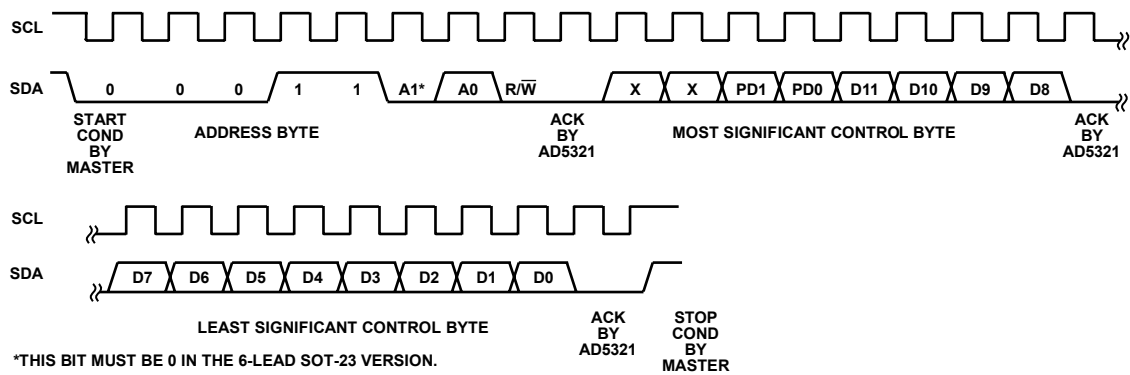 SCL
SDA 0 0 0 1 1 A1* A0 R/W̅ X X PD1 PD0 D11 D10 D9 D8
START
COND
BY
MASTER
ADDRESS BYTE
ACK
BY
AD5321
MOST SIGNIFICANT CONTROL BYTE
ACK
BY
AD5321
SCL
SDA D7 D6 D5 D4 D3 D2 D1 D0
LEAST SIGNIFICANT CONTROL BYTE
ACK
BY
AD5321
STOP
COND
BY
MASTER
*THIS BIT MUST BE 0 IN THE 6-LEAD SOT-23 VERSION.